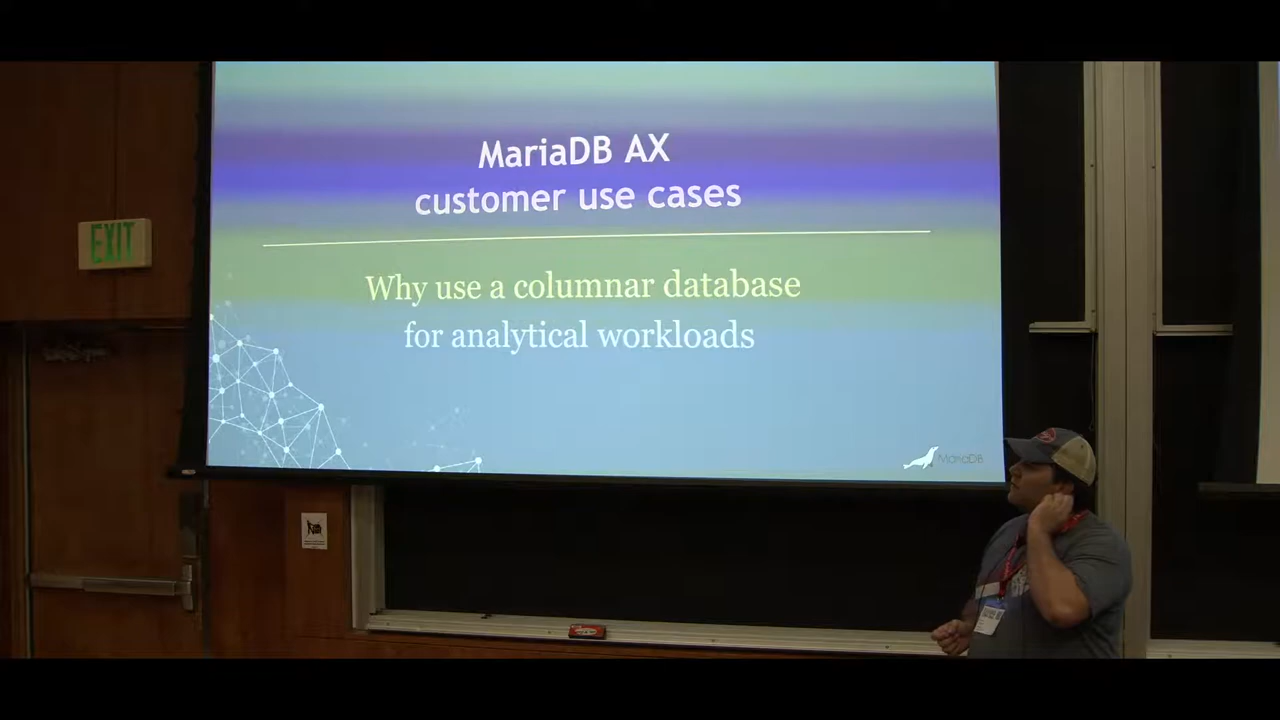 MariaDB AX
customer use cases
Why use a columnar database
for analytical workloads
MariaDB
EXIT